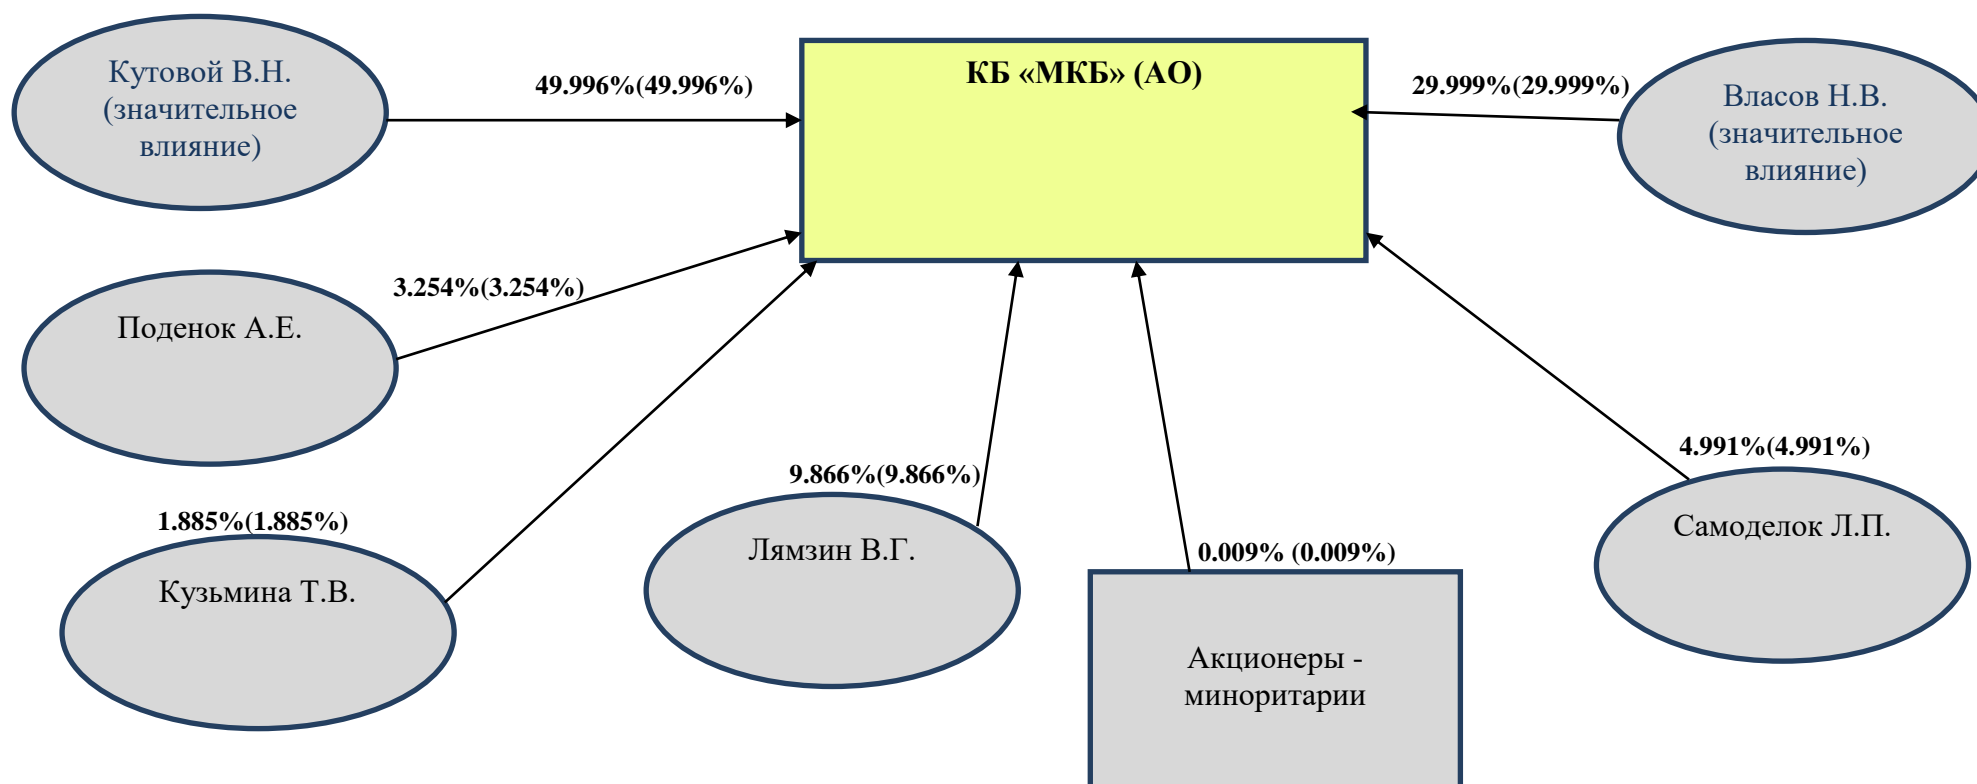 Кутовой В.Н.
(значительное
влияние)
49.996%(49.996%)
КБ «МКБ» (АО)
29.999%(29.999%)
Власов Н.В.
(значительное
влияние)
3.254%(3.254%)
Поденок А.Е.
1.885%(1.885%)
Кузьмина Т.В.
9.866%(9.866%)
Лямзин В.Г.
0.009% (0.009%)
Акционеры -
миноритарии
4.991%(4.991%)
Самоделок Л.П.